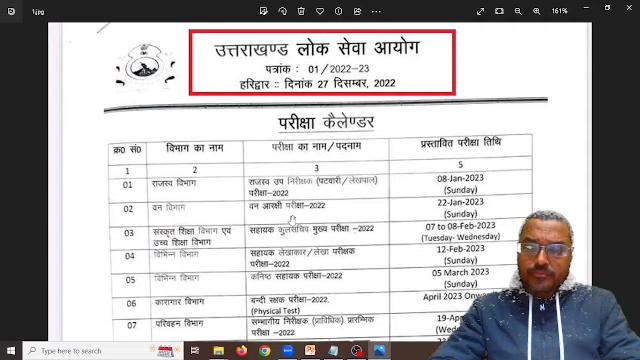 1.jpg
161%
उत्तराखण्ड लोक सेवा आयोग
पत्रांक : 01/2022-23
हरिद्वार :: दिनांक 27 दिसम्बर, 2022
परीक्षा कैलेण्डर
क्र0 सं0 विभाग का नाम परीक्षा का नाम/पदनाम प्रस्तावित परीक्षा तिथि
1 2 3 5
01 राजस्व विभाग राजस्व उप निरीक्षक (पटवारी/लेखपाल) 08-Jan-2023
परीक्षा-2022 (Sunday)
02 वन विभाग वन आरक्षी परीक्षा-2022 22-Jan-2023
(Sunday)
03 संस्कृत शिक्षा विभाग एवं सहायक कुलसचिव मुख्य परीक्षा -2022 07 to 08-Feb-2023
उच्च शिक्षा विभाग (Tuesday- Wednesday)
04 विभिन्न विभाग सहायक लेखाकार/लेखा परीक्षक 12-Feb-2023
परीक्षा-2022 (Sunday)
05 विभिन्न विभाग कनिष्ठ सहायक परीक्षा-2022 05 March 2023
(Sunday)
06 कारागार विभाग बन्दी रक्षक परीक्षा-2022. April 2023
(Physical Test)
07 परिवहन विभाग सम्भागीय निरीक्षक (प्राविधिक) प्रारम्भिक
परीक्षा -2022
Type here to search